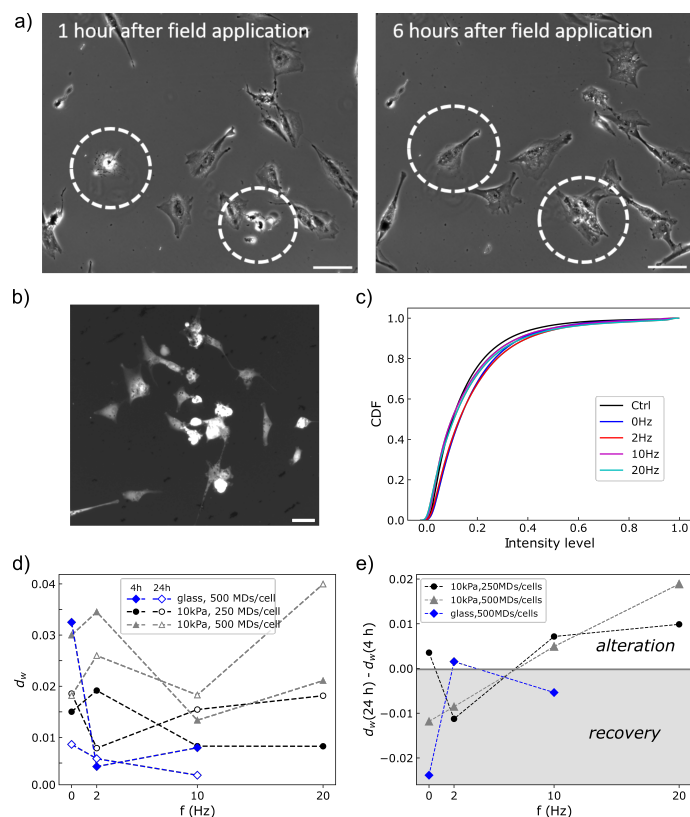 a)
1 hour after field application
6 hours after field application
b)
c)
CDF
1.0
0.8
0.6
0.4
0.2
0.0
Ctrl
0Hz
2Hz
10Hz
20Hz
0.0 0.2 0.4 0.6 0.8 1.0
Intensity level
d)
d_w
0.04
0.03
0.02
0.01
0.005
0.00
4h 24h
glass, 500 MDs/cell
10kPa, 250 MDs/cell
10kPa, 500 MDs/cell
0 2 10 20
f (Hz)
e)
d_w(24 h) - d_w(4 h)
0.02
0.01
0.00
−0.01
−0.02
10kPa,250MDs/cells
10kPa,500MDs/cells
glass,500MDs/cells
alteration
recovery
0 2 10 20
f (Hz)